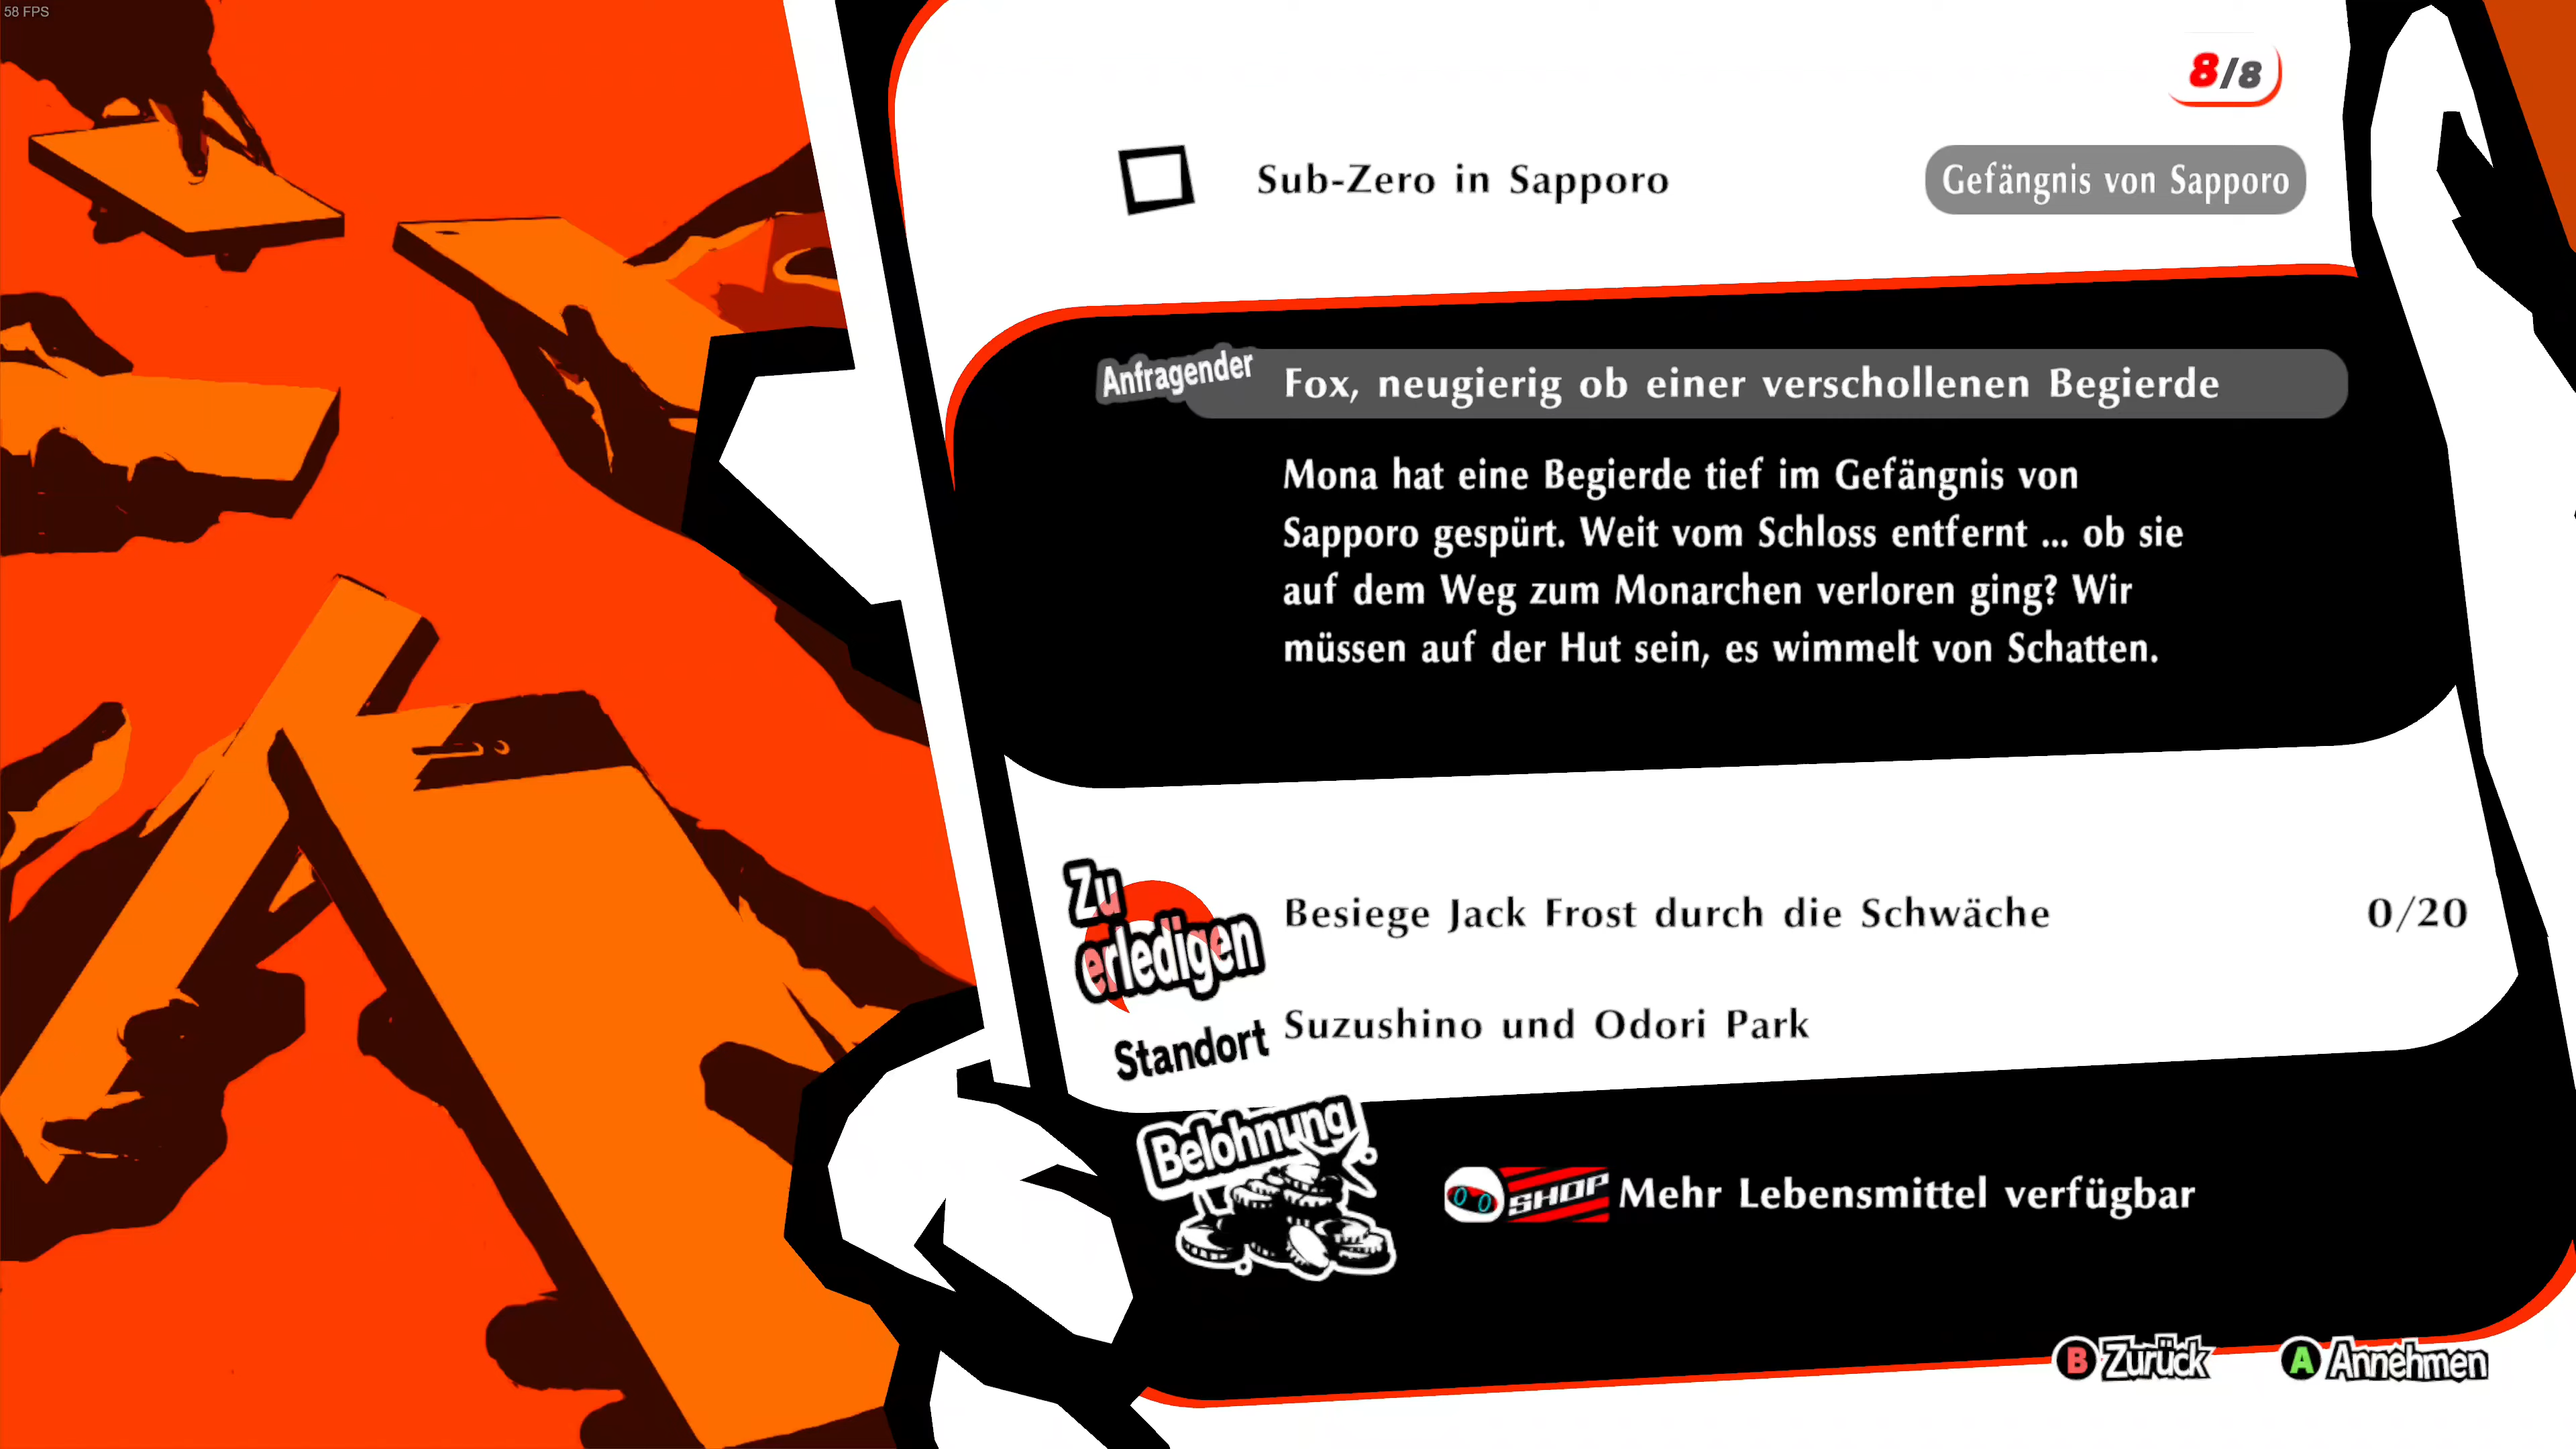 58 FPS
8/8
Sub-Zero in Sapporo
Gefängnis von Sapporo
Anfragender
Fox, neugierig ob einer verschollenen Begierde
Mona hat eine Begierde tief im Gefängnis von
Sapporo gespürt. Weit vom Schloss entfernt ... ob sie
auf dem Weg zum Monarchen verloren ging? Wir
müssen auf der Hut sein, es wimmelt von Schatten.
Zu
erledigen
Besiege Jack Frost durch die Schwäche
0/20
Standort
Suzushino und Odori Park
Belohnung
SHOP Mehr Lebensmittel verfügbar
B Zurück
A Annehmen